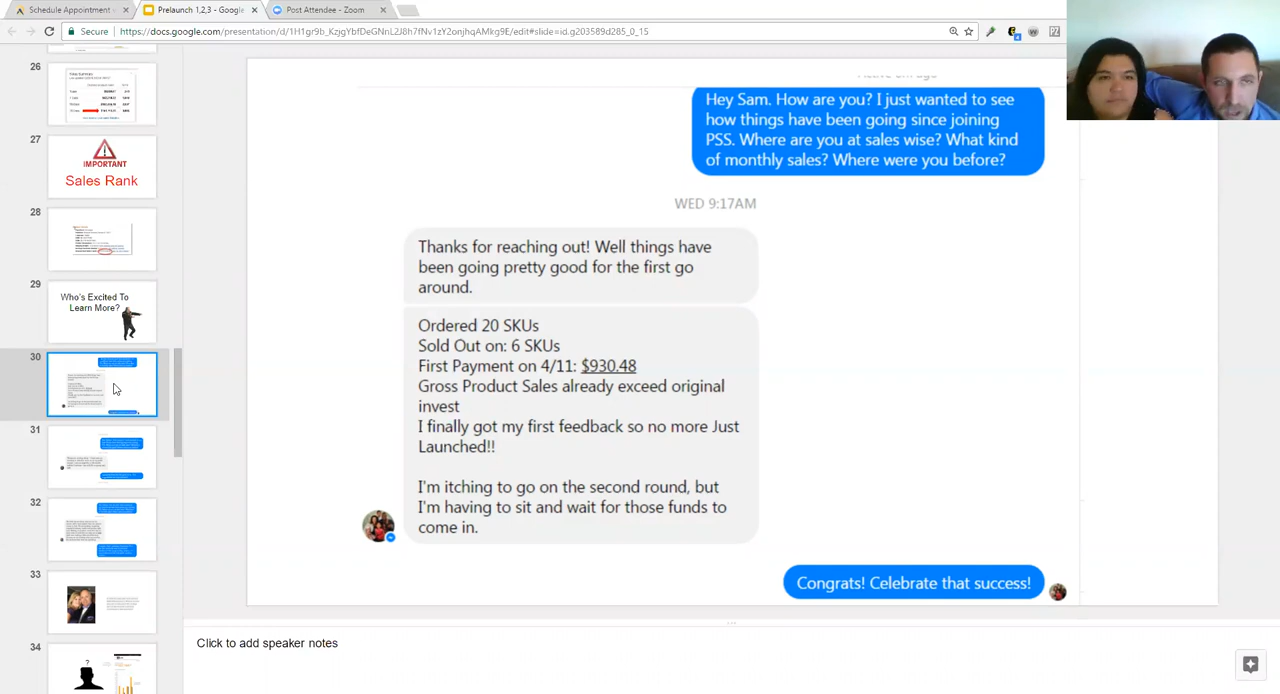 Schedule Appointment
Prelaunch 1,2,3 - Google
Post Attendee - Zoom
Secure
https://docs.google.com/presentation/d/1H1gr9b_KzjgYbfDeGNnL2J8h7fNv1zY2onjhqAMkg9E/edit#slide=id.g203589d285_0_15
26
27
IMPORTANT
Sales Rank
28
29
Who's Excited To
Learn More?
30
31
32
33
34
?
Hey Sam. How are you? I just wanted to see
how things have been going since joining
PSS. Where are you at sales wise? What kind
of monthly sales? Where were you before?
WED 9:17AM
Thanks for reaching out! Well things have
been going pretty good for the first go
around.
Ordered 20 SKUs
Sold Out on: 6 SKUs
First Payment on 4/11: $930.48
Gross Product Sales already exceed original
invest
I finally got my first feedback so no more Just
Launched!!
I'm itching to go on the second round, but
I'm having to sit and wait for those funds to
come in.
Congrats! Celebrate that success!
Click to add speaker notes